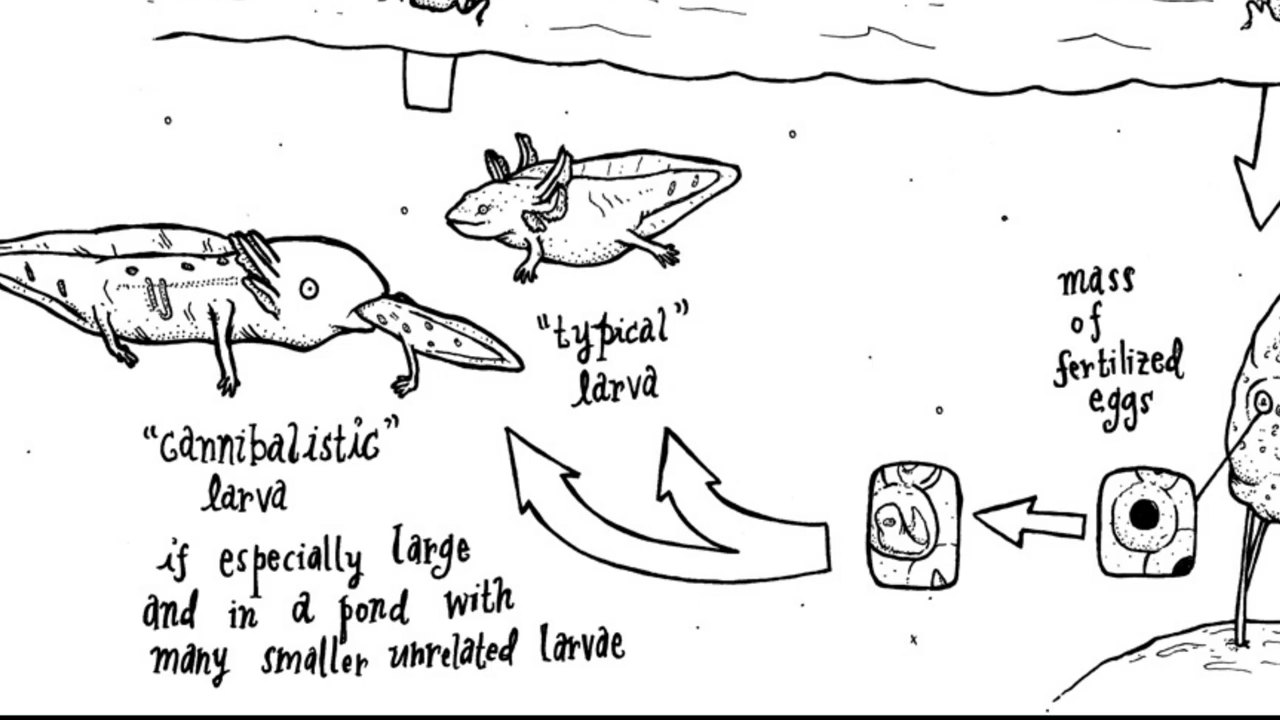 mass
of
fertilized
eggs
"typical"
larva
"cannibalistic"
larva
if especially large
and in a pond with
many smaller unrelated larvae